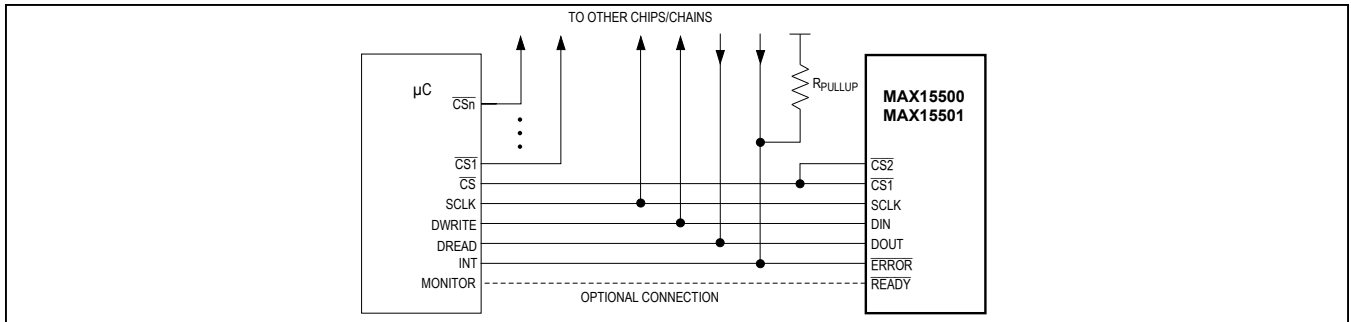 TO OTHER CHIPS/CHAINS
µC
CSn
CS1
CS
SCLK
DWRITE
DREAD
INT
MONITOR
OPTIONAL CONNECTION
RPULLUP
MAX15500
MAX15501
CS2
CS1
SCLK
DIN
DOUT
ERROR
READY